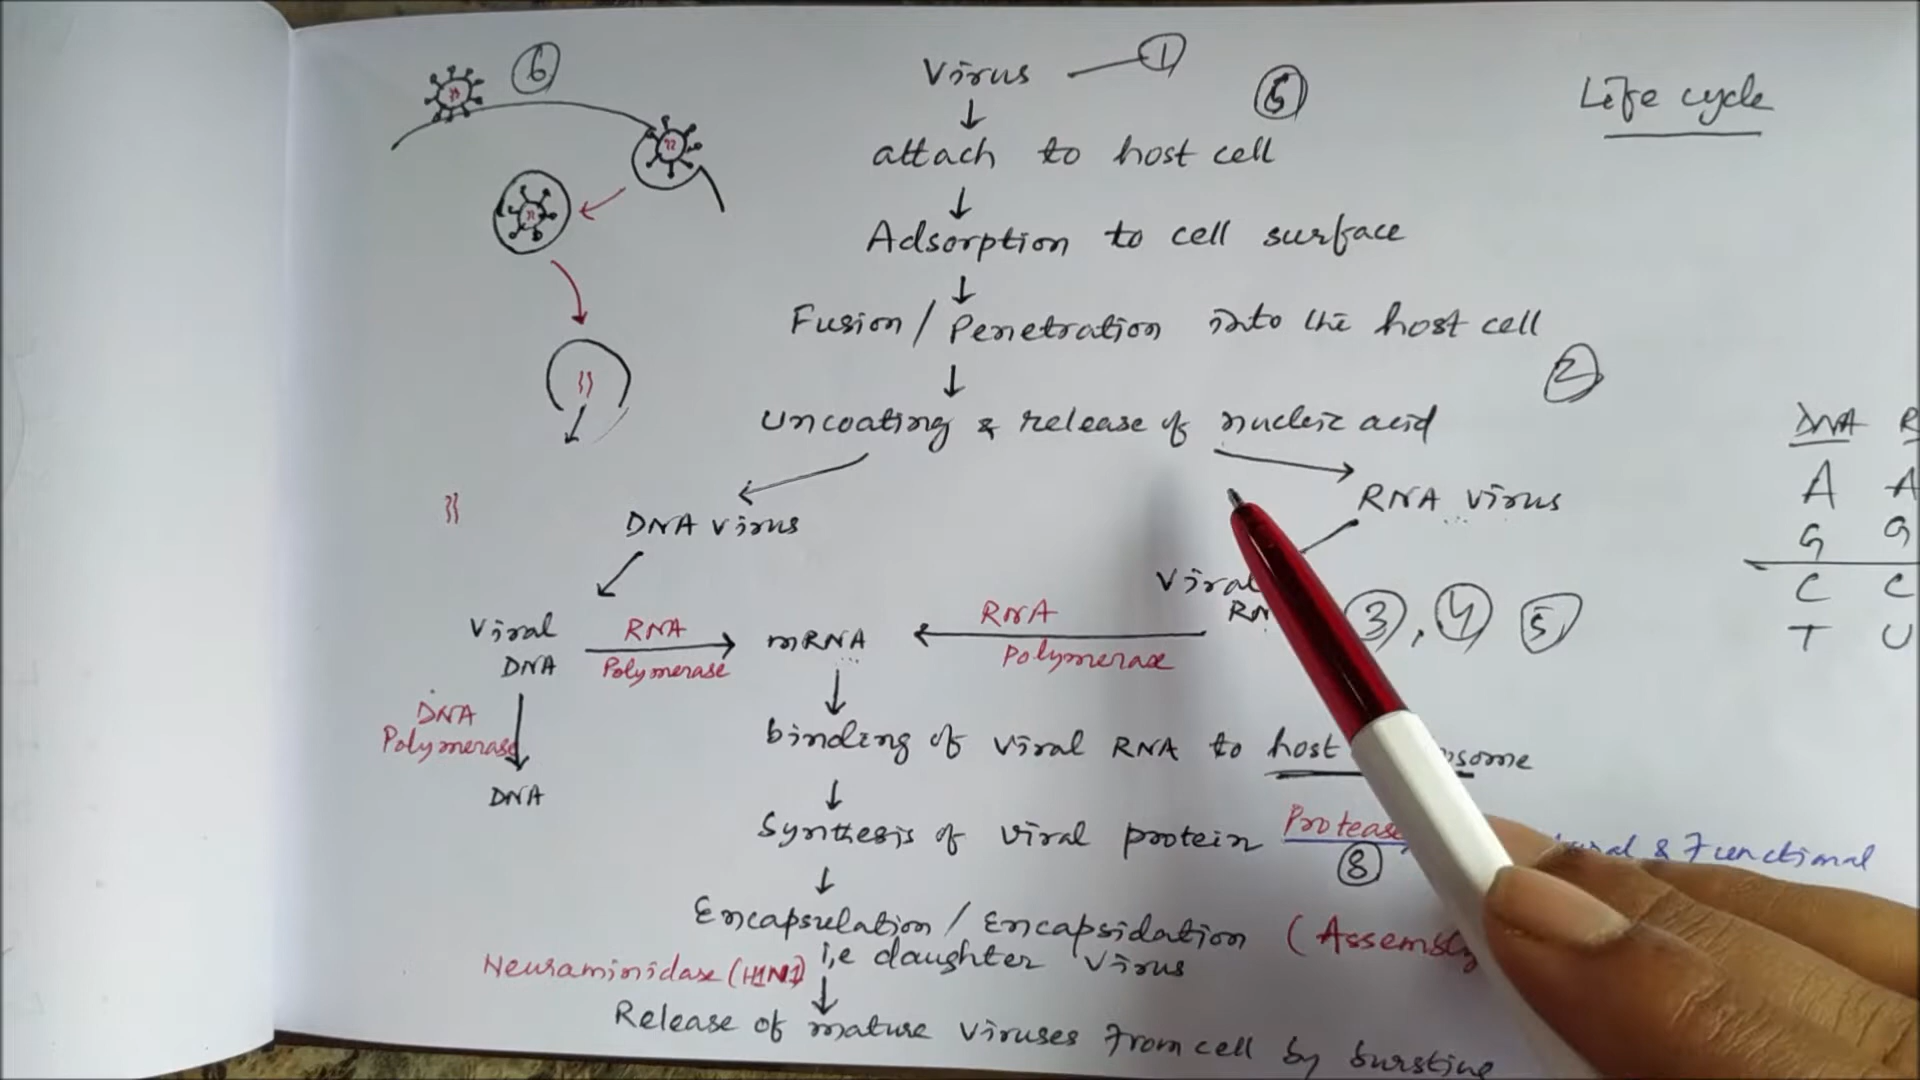 6
Virus 1
5
Life cycle
attach to host cell
Adsorption to cell surface
Fusion / Penetration into the host cell
2
Uncoating & release of nucleic acid
DNA virus
RNA virus
DNA R
A A
G G
C C
T U
Viral
DNA
RNA
Polymerase
mRNA
RNA
Polymerase
Viral
3, 4 5
DNA
Polymerase
DNA
binding of viral RNA to host
Synthesis of viral protein Protease & Functional
8
Encapsulation / Encapsidation (Assembly
i,e daughter virus
Neuraminidase (H1N1)
Release of mature viruses from cell by bursting